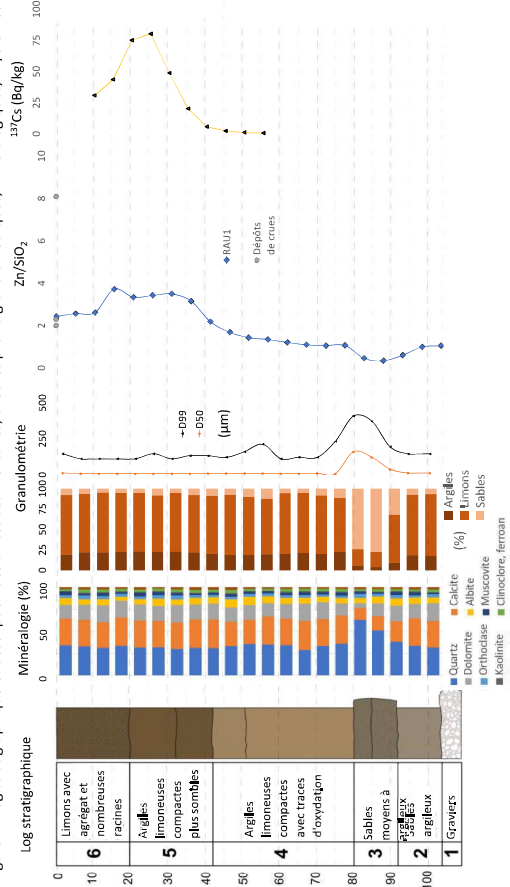 Log stratigraphique
Minéralogie (%)
Granulométrie
Zn/SiO2
¹³⁷Cs (Bq/kg)
0 50 100
0 25 50 75 100
250 500
0 2 4 6 8 10
0 25 50 75 100
6
Limons avec
agrégat et
nombreuses
racines
5
Argiles
limoneuses
compactes
plus sombles
4
Argiles
limoneuses
compactes
avec traces
d'oxydation
3
Sables
moyens à
argileux
2
Sables
argileux
1
Graviers
0
10
20
30
40
50
60
70
80
90
100
D99
D50
(µm)
RAU1
Dépôts
de crues
Quartz
Calcite
Dolomite
Albite
Orthoclase
Muscovite
Kaolinite
Clinoclore, ferroan
(%)
Argiles
Limons
Sables